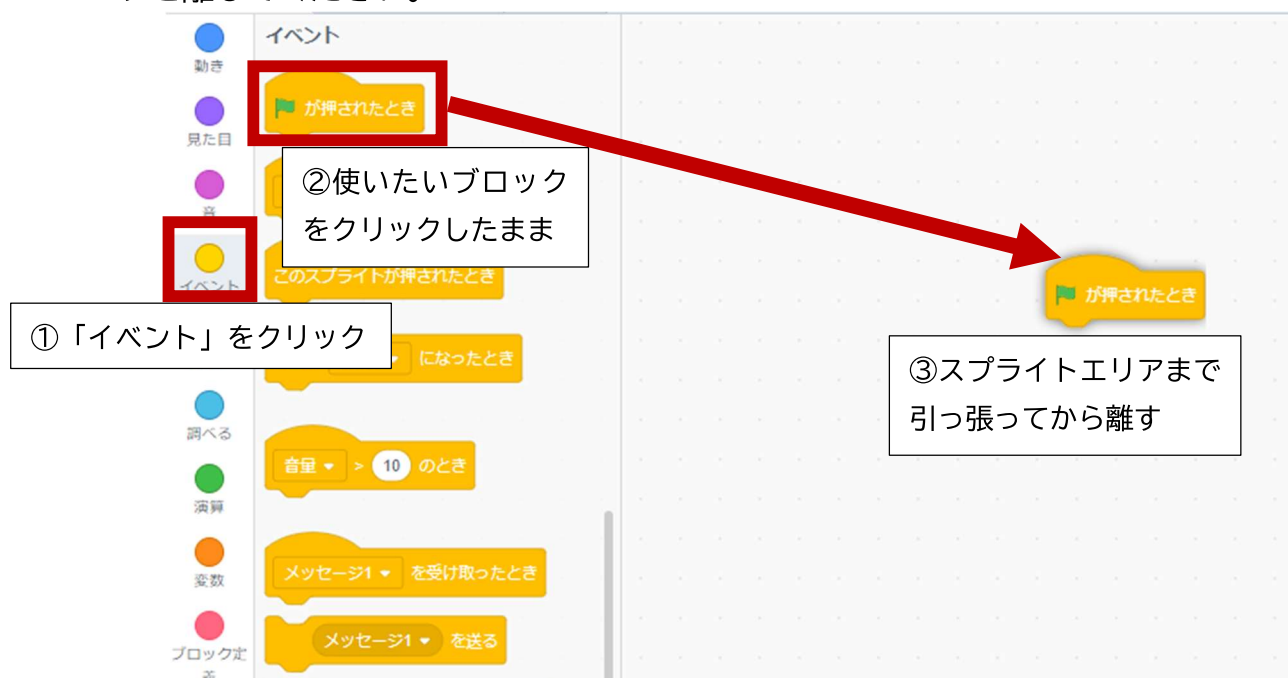 イベント
動き
が押されたとき
見た目
②使いたいブロック
をクリックしたまま
音
このスプライトが押されたとき
イベント
が押されたとき
①「イベント」をクリック
になったとき
③スプライトエリアまで
引っ張ってから離す
調べる
音量 > 10 のとき
演算
変数
メッセージ1 を受け取ったとき
メッセージ1 を送る
ブロック定